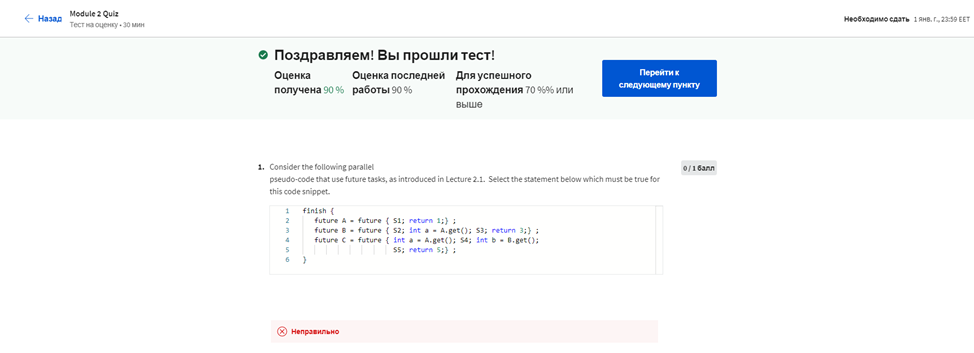 Назад
Module 2 Quiz
Тест на оценку • 30 мин
Необходимо сдать 1 янв. г., 23:59 EET
Поздравляем! Вы прошли тест!
Оценка получена 90 %
Оценка последней работы 90 %
Для успешного прохождения 70 %% или выше
Перейти к следующему пункту
1. Consider the following parallel
pseudo-code that use future tasks, as introduced in Lecture 2.1. Select the statement below which must be true for
this code snippet.
0 / 1 балл
1 finish {
2 future A = future { S1; return 1;} ;
3 future B = future { S2; int a = A.get(); S3; return 3;} ;
4 future C = future { int a = A.get(); S4; int b = B.get();
5 S5; return 5;} ;
6 }
Неправильно